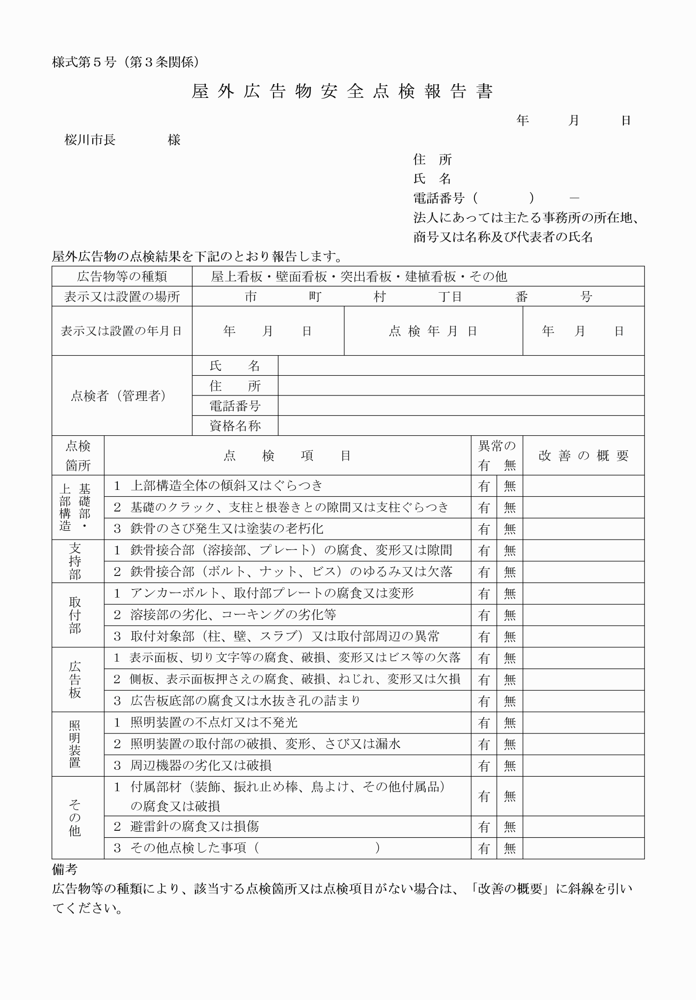 様式第５号（第３条関係）
屋外広告物安全点検報告書
年　月　日
桜川市長　　様
住　所
氏　名
電話番号（　　　）　－
法人にあっては主たる事務所の所在地、
商号又は名称及び代表者の氏名
屋外広告物の点検結果を下記のとおり報告します。
広告物等の種類　屋上看板・壁面看板・突出看板・建植看板・その他
表示又は設置の場所　市　町　村　丁目　番　号
表示又は設置の年月日　年　月　日　点検年月日　年　月　日
点検者（管理者）
氏　名
住　所
電話番号
資格名称
点検箇所　点検項目　異常の有無　改善の概要
基礎部・上部構造
1 上部構造全体の傾斜又はぐらつき　有　無
2 基礎のクラック、支柱と根巻きとの隙間又は支柱ぐらつき　有　無
3 鉄骨のさび発生又は塗装の老朽化　有　無
支持部
1 鉄骨接合部（溶接部、プレート）の腐食、変形又は隙間　有　無
2 鉄骨接合部（ボルト、ナット、ビス）のゆるみ又は欠落　有　無
取付部
1 アンカーボルト、取付部プレートの腐食又は変形　有　無
2 溶接部の劣化、コーキングの劣化等　有　無
3 取付対象部（柱、壁、スラブ）又は取付部周辺の異常　有　無
広告板
1 表示面板、切り文字等の腐食、破損、変形又はビス等の欠落　有　無
2 側板、表示面板押さえの腐食、破損、ねじれ、変形又は欠損　有　無
3 広告板底部の腐食又は水抜き孔の詰まり　有　無
照明装置
1 照明装置の不点灯又は不発光　有　無
2 照明装置の取付部の破損、変形、さび又は漏水　有　無
3 周辺機器の劣化又は破損　有　無
その他
1 付属部材（装飾、振れ止め棒、鳥よけ、その他付属品）
の腐食又は破損　有　無
2 避雷針の腐食又は損傷　有　無
3 その他点検した事項（　　　　　）　有　無
備考
広告物等の種類により、該当する点検箇所又は点検項目がない場合は、「改善の概要」に斜線を引い
てください。